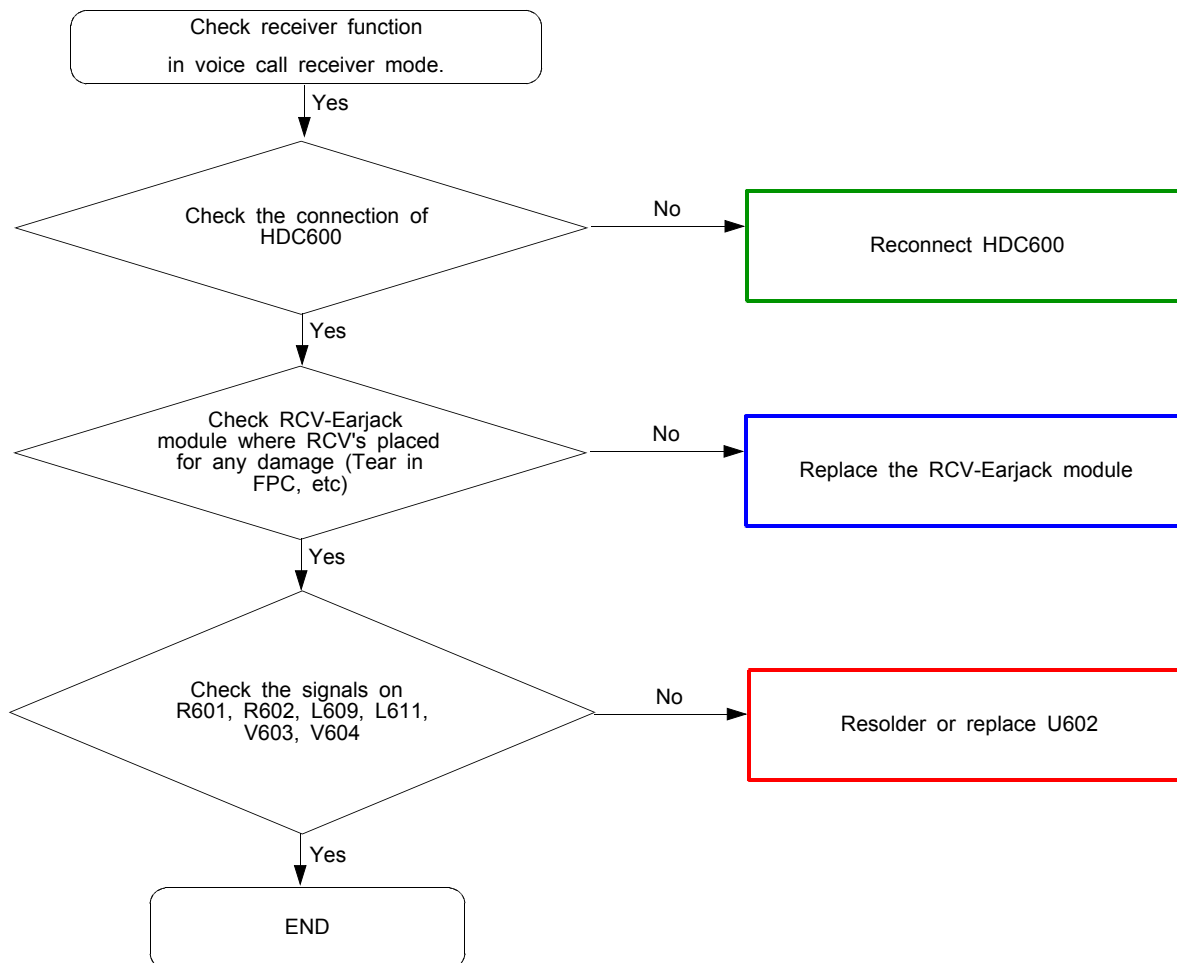 Check receiver function
in voice call receiver mode.
Yes
Check the connection of
HDC600
No
Reconnect HDC600
Yes
Check RCV-Earjack
module where RCV's placed
for any damage (Tear in
FPC, etc)
No
Replace the RCV-Earjack module
Yes
Check the signals on
R601, R602, L609, L611,
V603, V604
No
Resolder or replace U602
Yes
END